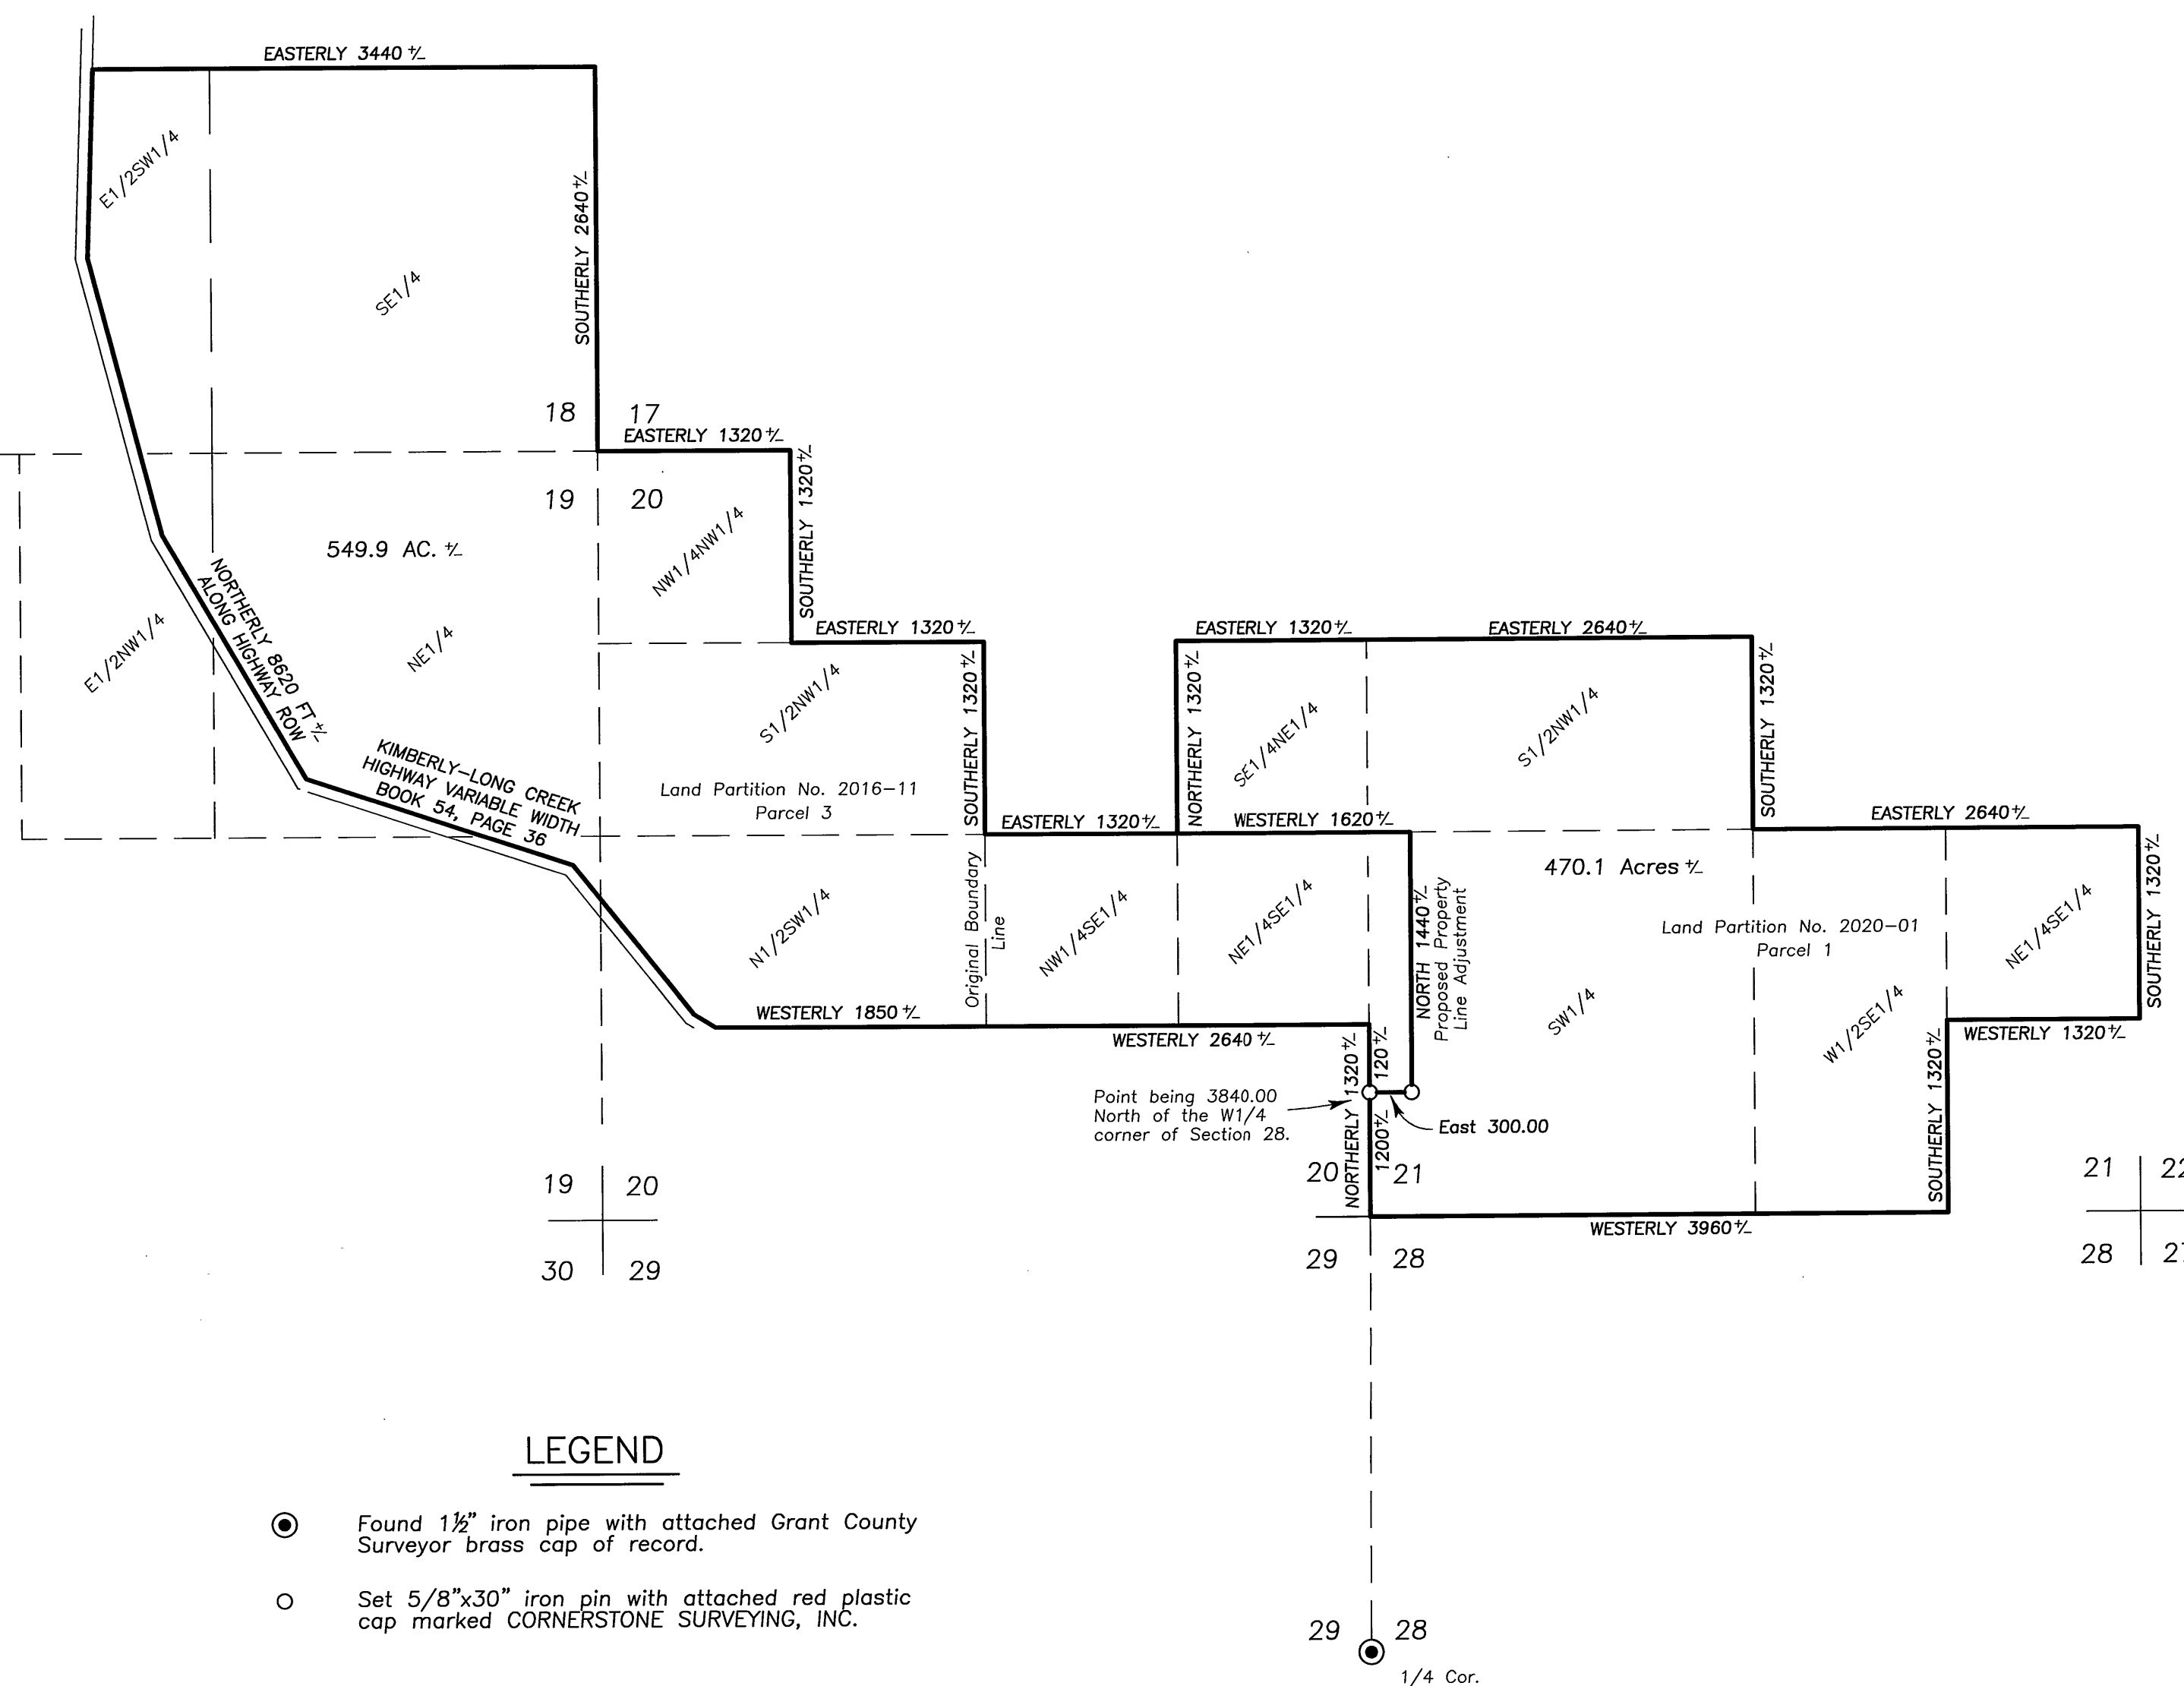 EASTERLY 3440 +/-
E1/2SW1/4
SE1/4
SOUTHERLY 2640 +/-
18
17
EASTERLY 1320 +/-
SOUTHERLY 1320 +/-
19
20
549.9 AC. +/-
NW1/4NW1/4
NORTHERLY 8620 FT +/-
ALONG HIGHWAY ROW
E1/2NW1/4
NE1/4
EASTERLY 1320 +/-
SOUTHERLY 1320 +/-
S1/2NW1/4
KIMBERLY-LONG CREEK
HIGHWAY VARIABLE WIDTH
BOOK 54, PAGE 36
Land Partition No. 2016-11
Parcel 3
EASTERLY 1320 +/-
EASTERLY 2640 +/-
NORTHERLY 1320 +/-
SE1/4NE1/4
S1/2NW1/4
SOUTHERLY 1320 +/-
EASTERLY 1320 +/-
WESTERLY 1620 +/-
EASTERLY 2640 +/-
470.1 Acres +/-
Original Boundary
Line
N1/2SW1/4
NW1/4SE1/4
NE1/4SE1/4
NORTH 1440 +/-
Proposed Property
Line Adjustment
Land Partition No. 2020-01
Parcel 1
NE1/4SE1/4
SOUTHERLY 1320 +/-
SW1/4
W1/2SE1/4
WESTERLY 1850 +/-
WESTERLY 2640 +/-
WESTERLY 1320 +/-
NORTHERLY 1320 +/-
120 +/-
1200 +/-
Point being 3840.00
North of the W1/4
corner of Section 28.
East 300.00
SOUTHERLY 1320 +/-
19
20
20
21
21
WESTERLY 3960 +/-
30
29
29
28
28
LEGEND
Found 1½" iron pipe with attached Grant County
Surveyor brass cap of record.
Set 5/8"x30" iron pin with attached red plastic
cap marked CORNERSTONE SURVEYING, INC.
29
28
1/4 Cor.